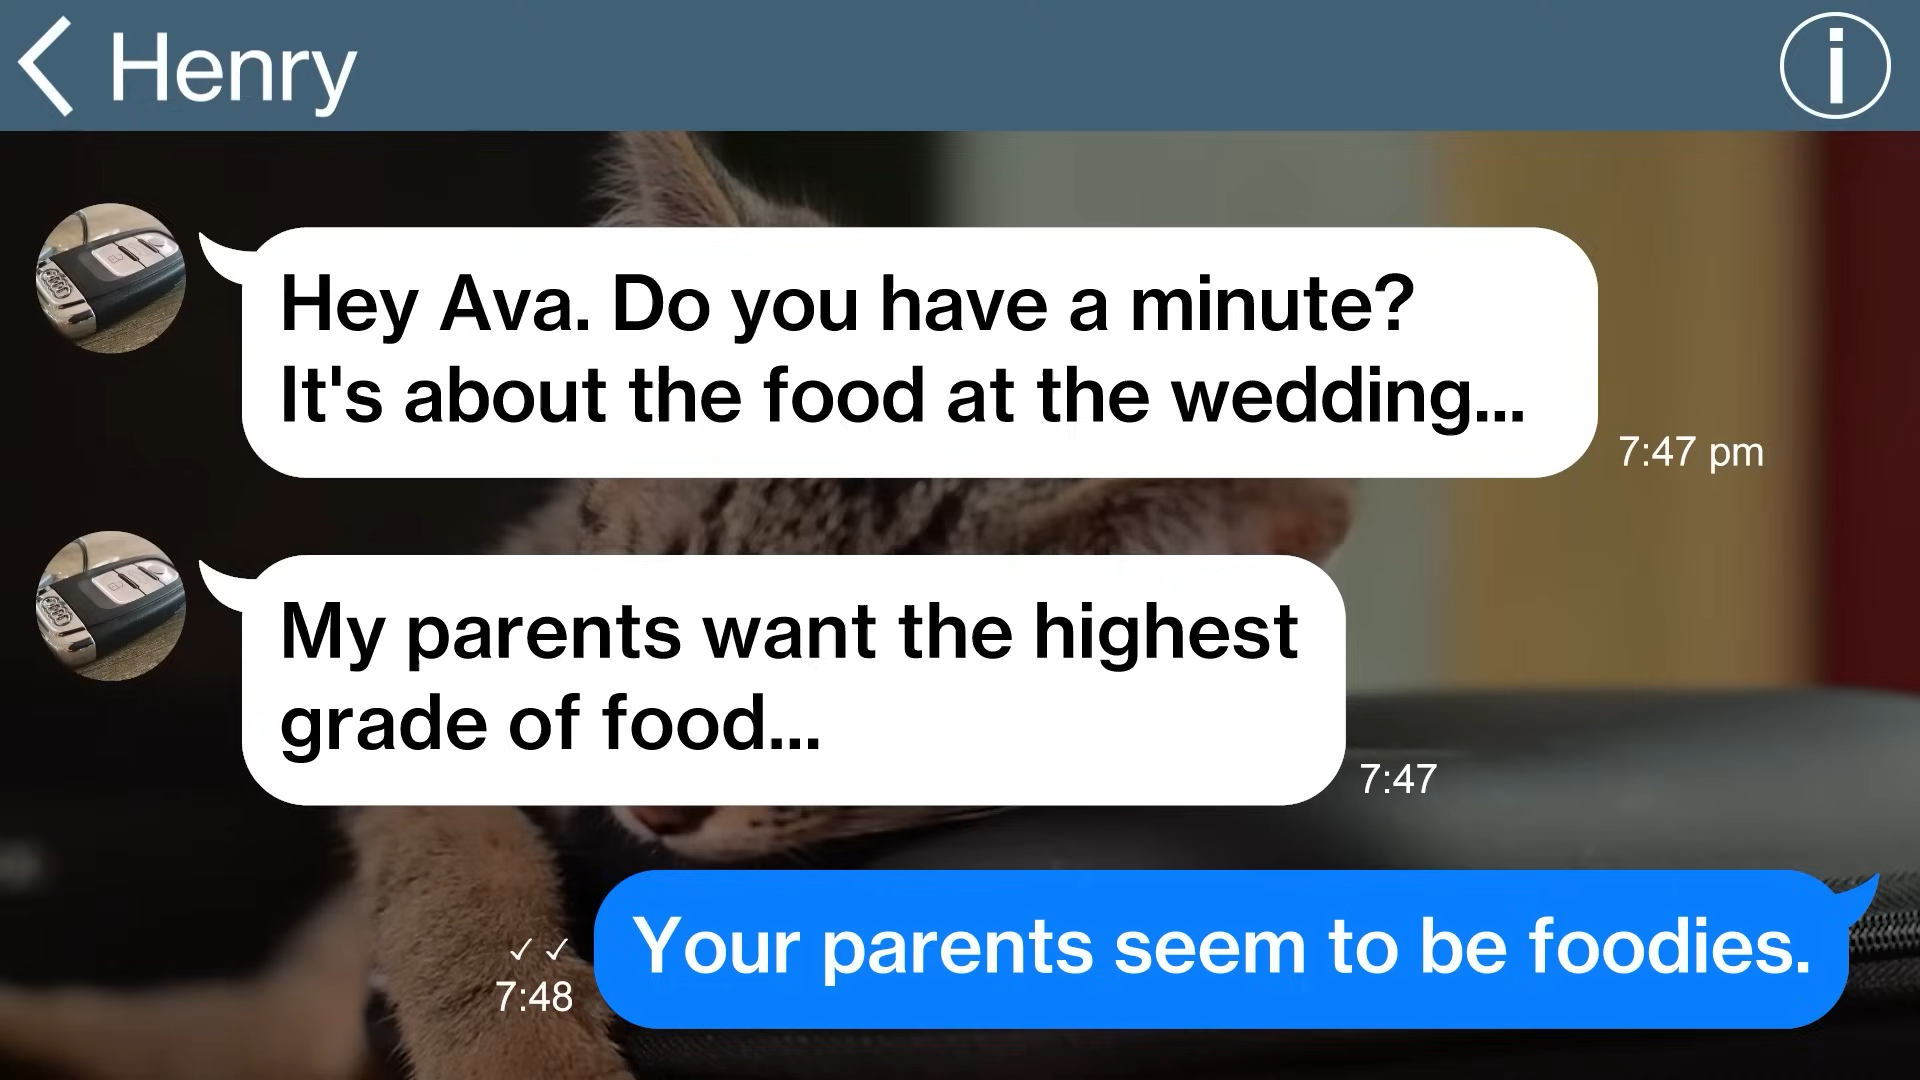 Henry
i
Hey Ava. Do you have a minute?
It's about the food at the wedding...
7:47 pm
My parents want the highest
grade of food...
7:47
Your parents seem to be foodies.
✓✓
7:48